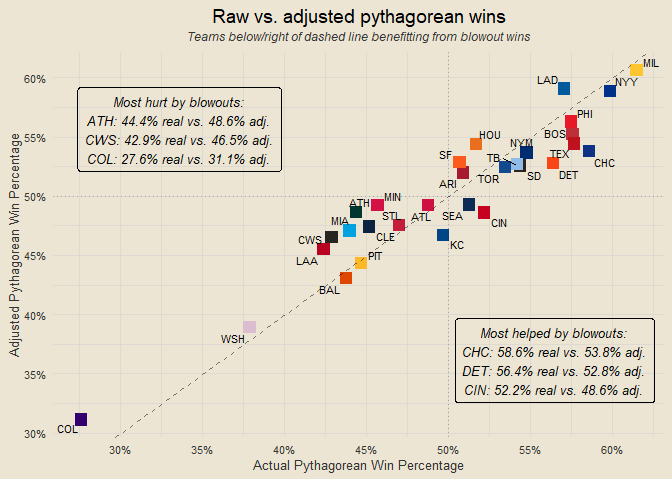 Raw vs. adjusted pythagorean wins
Teams below/right of dashed line benefitting from blowout wins
Adjusted Pythagorean Win Percentage
60%
55%
50%
45%
40%
35%
30%
Most hurt by blowouts:
ATH: 44.4% real vs. 48.6% adj.
CWS: 42.9% real vs. 46.5% adj.
COL: 27.6% real vs. 31.1% adj.
MIL
LAD
NYY
PHI
HOU
BOS
NYM
SF
TB
TEX
CHC
ARI
TOR
SD
DET
ATH
MIN
MIA
STL
ATL
SEA
CIN
CWS
CLE
KC
LAA
PIT
BAL
WSH
COL
Most helped by blowouts:
CHC: 58.6% real vs. 53.8% adj.
DET: 56.4% real vs. 52.8% adj.
CIN: 52.2% real vs. 48.6% adj.
30%
35%
40%
45%
50%
55%
60%
Actual Pythagorean Win Percentage